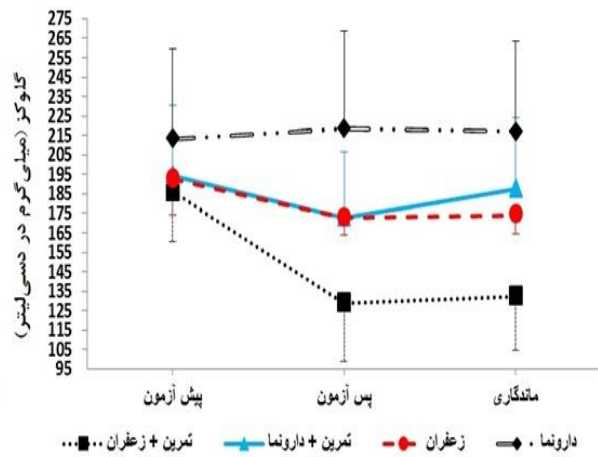 گلوکز (میلی‌گرم در دسی‌لیتر)
275
265
255
245
235
225
215
205
195
185
175
165
155
145
135
125
115
105
95
پیش آزمون
پس آزمون
ماندگاری
دارونما
زعفران
تمرین + دارونما
تمرین + زعفران